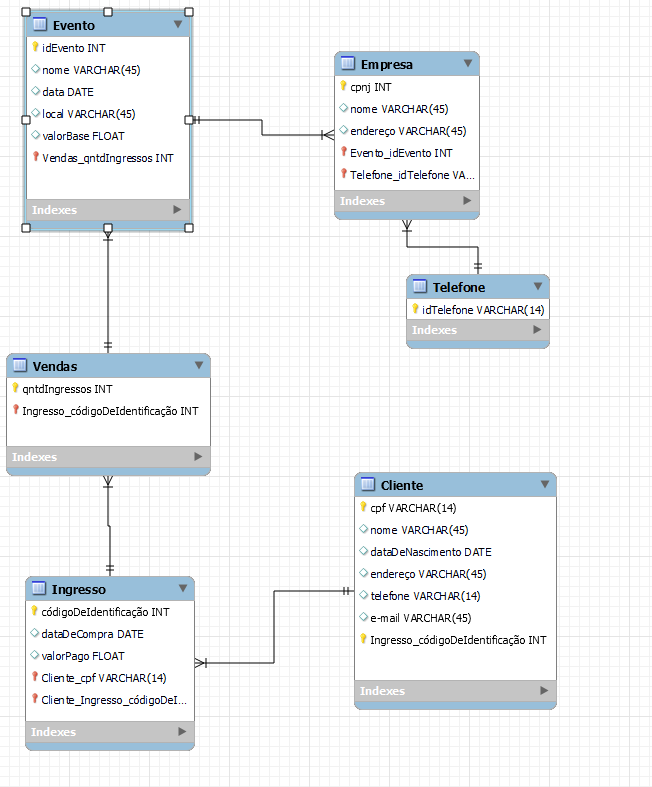 Evento
idEvento INT
nome VARCHAR(45)
data DATE
local VARCHAR(45)
valorBase FLOAT
Vendas_qntdIngressos INT
Indexes
Empresa
cpnj INT
nome VARCHAR(45)
endereço VARCHAR(45)
Evento_idEvento INT
Telefone_idTelefone VA...
Indexes
Telefone
idTelefone VARCHAR(14)
Indexes
Vendas
qntdIngressos INT
Ingresso_códigoDeIdentificação INT
Indexes
Cliente
cpf VARCHAR(14)
nome VARCHAR(45)
dataDeNascimento DATE
endereço VARCHAR(45)
telefone VARCHAR(14)
e-mail VARCHAR(45)
Ingresso_códigoDeIdentificação INT
Indexes
Ingresso
códigoDeIdentificação INT
dataDeCompra DATE
valorPago FLOAT
Cliente_cpf VARCHAR(14)
Cliente_Ingresso_códigoDeI...
Indexes